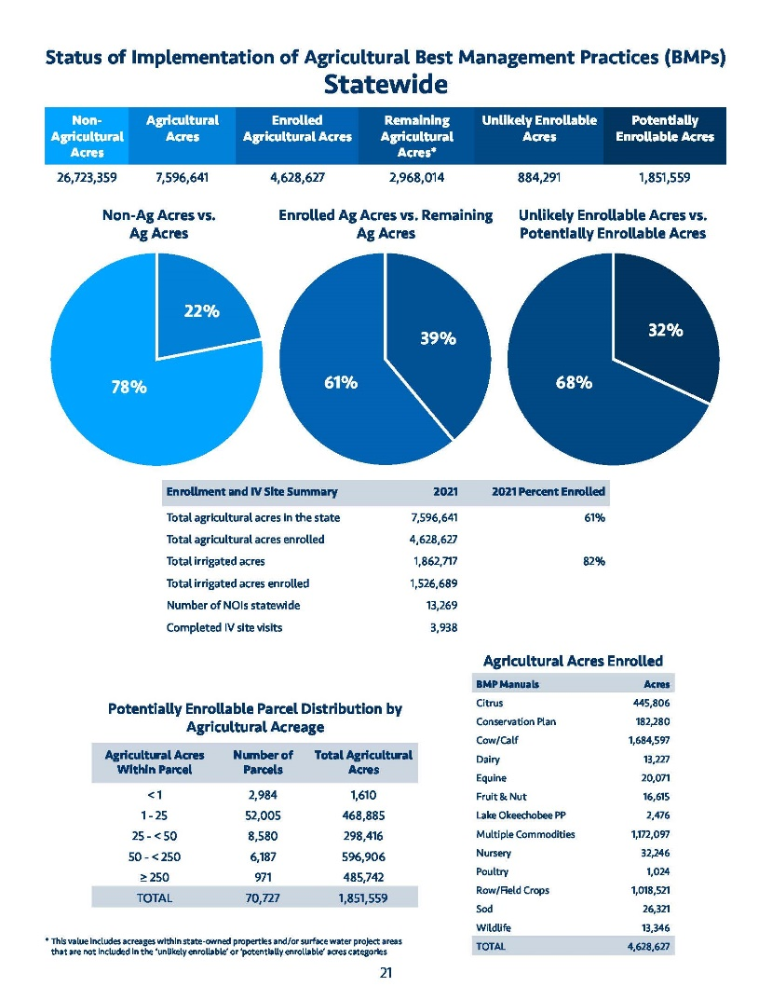 Status of Implementation of Agricultural Best Management Practices (BMPs)
Statewide
Non-Agricultural Acres Agricultural Acres Enrolled Agricultural Acres Remaining Agricultural Acres* Unlikely Enrollable Acres Potentially Enrollable Acres
26,723,359 7,596,641 4,628,627 2,968,014 884,291 1,851,559
Non-Ag Acres vs.
Ag Acres
22%
78%
Enrolled Ag Acres vs. Remaining
Ag Acres
39%
61%
Unlikely Enrollable Acres vs.
Potentially Enrollable Acres
32%
68%
Enrollment and IV Site Summary 2021 2021 Percent Enrolled
Total agricultural acres in the state 7,596,641 61%
Total agricultural acres enrolled 4,628,627
Total irrigated acres 1,862,717 82%
Total irrigated acres enrolled 1,526,689
Number of NOIs statewide 13,269
Completed IV site visits 3,938
Potentially Enrollable Parcel Distribution by
Agricultural Acreage
Agricultural Acres Within Parcel Number of Parcels Total Agricultural Acres
< 1 2,984 1,610
1 - 25 52,005 468,885
25 - < 50 8,580 298,416
50 - < 250 6,187 596,906
≥ 250 971 485,742
TOTAL 70,727 1,851,559
Agricultural Acres Enrolled
BMP Manuals Acres
Citrus 445,806
Conservation Plan 182,280
Cow/Calf 1,684,597
Dairy 13,227
Equine 20,071
Fruit & Nut 16,615
Lake Okeechobee PP 2,476
Multiple Commodities 1,172,097
Nursery 32,246
Poultry 1,024
Row/Field Crops 1,018,521
Sod 26,321
Wildlife 13,346
TOTAL 4,628,627
* This value includes acreages within state-owned properties and/or surface water project areas
that are not included in the 'unlikely enrollable' or 'potentially enrollable' acres categories
21